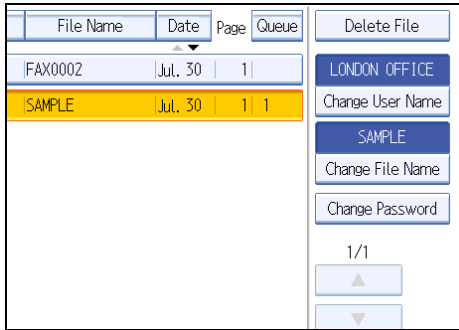 File Name Date Page Queue
FAX0002 Jul. 30 1
SAMPLE Jul. 30 1 1
Delete File
LONDON OFFICE
Change User Name
SAMPLE
Change File Name
Change Password
1/1